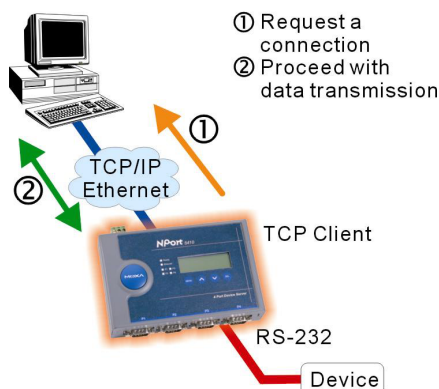 ① Request a
connection
② Proceed with
data transmission
①
②
TCP/IP
Ethernet
TCP Client
NPort
MOXA
RS-232
Device